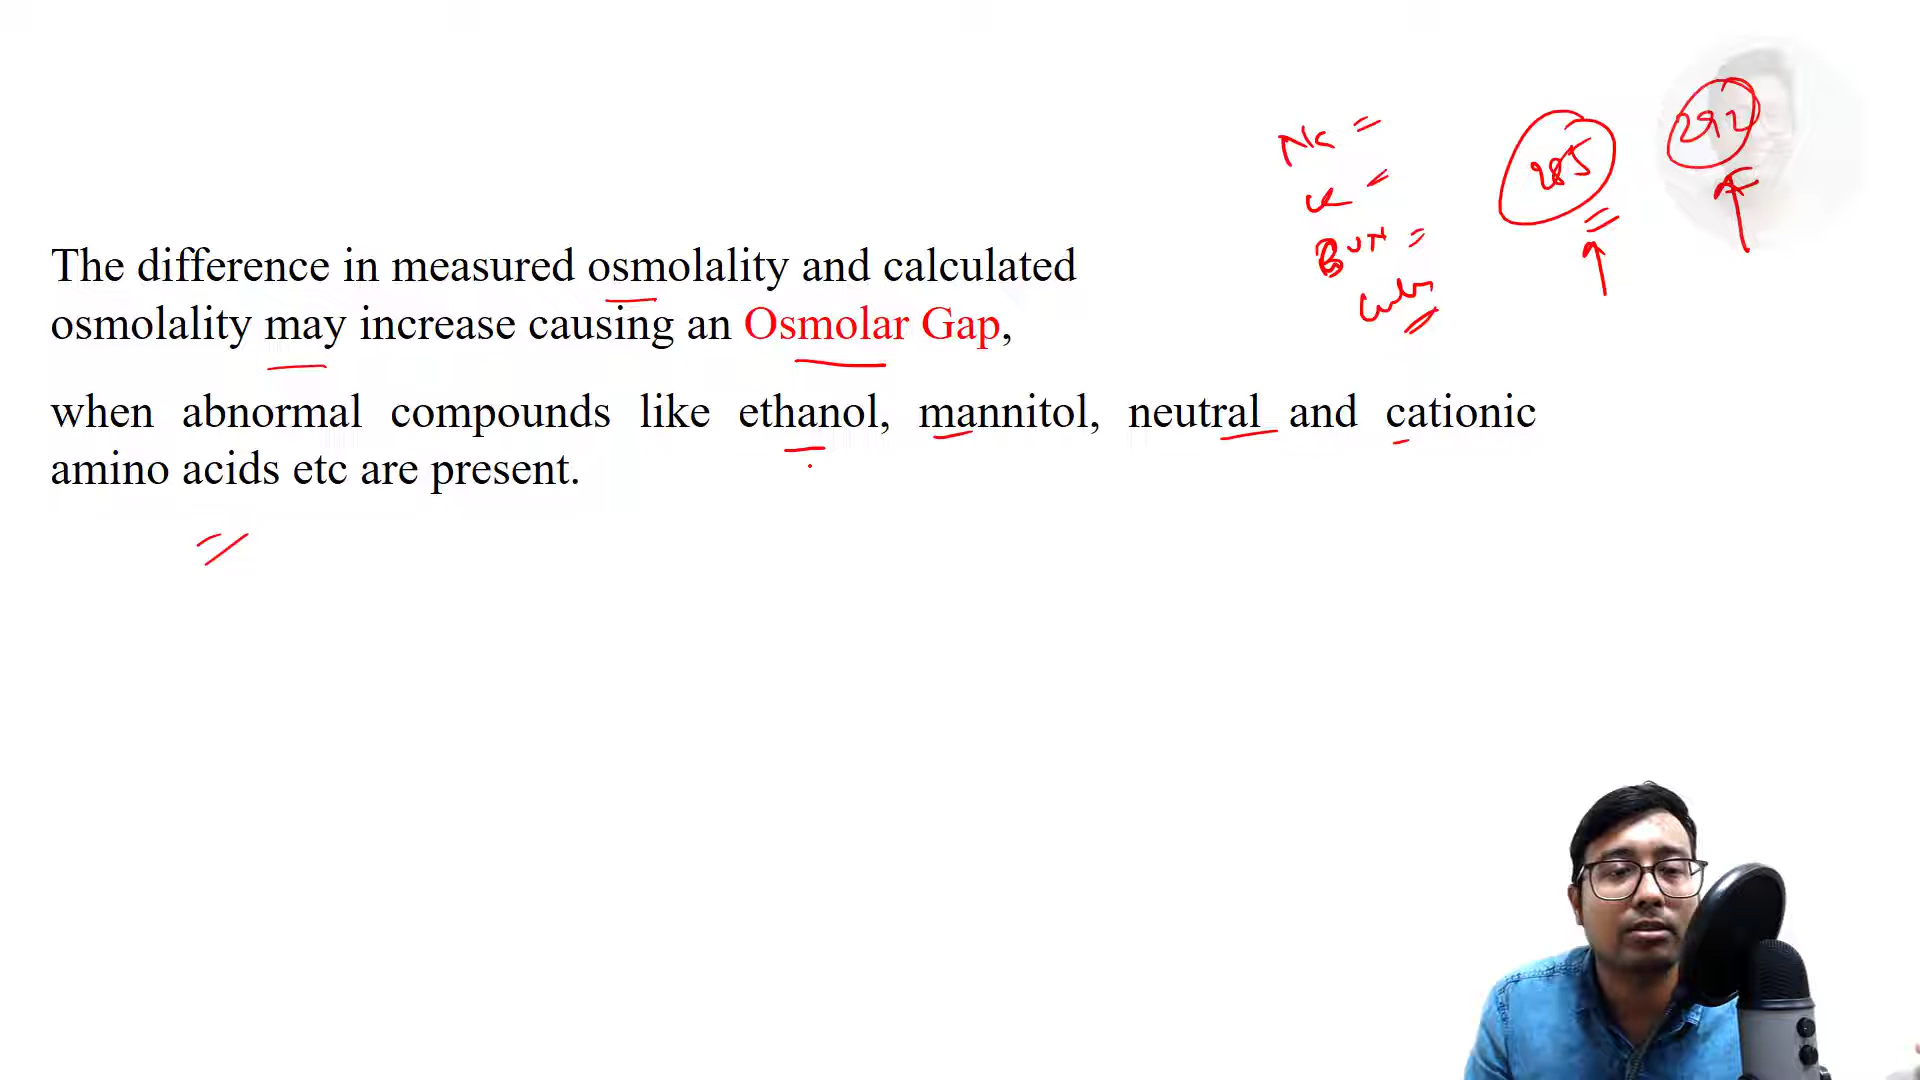 The difference in measured osmolality and calculated
osmolality may increase causing an Osmolar Gap,
when abnormal compounds like ethanol, mannitol, neutral and cationic
amino acids etc are present.
Na =
K =
BUN =
285
292